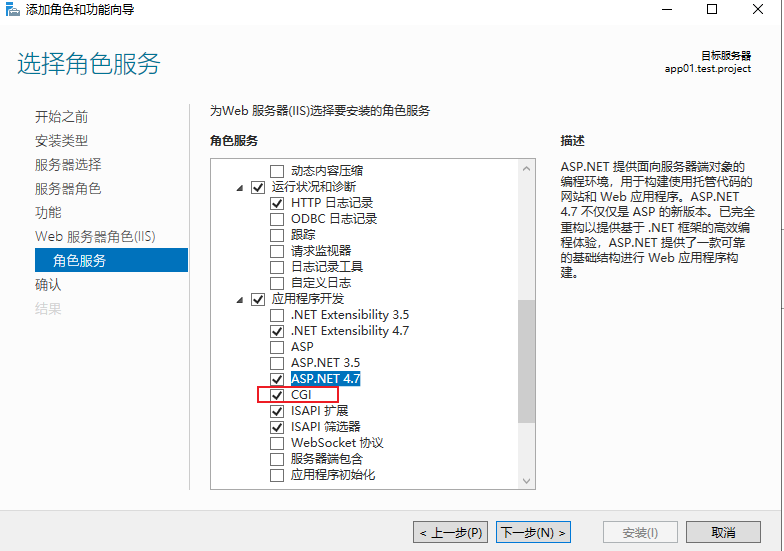 添加角色和功能向导
选择角色服务
目标服务器
app01.test.project
开始之前
安装类型
服务器选择
服务器角色
功能
Web 服务器角色(IIS)
角色服务
确认
结果
为Web 服务器(IIS)选择要安装的角色服务
角色服务
动态内容压缩
运行状况和诊断
HTTP 日志记录
ODBC 日志记录
跟踪
请求监视器
日志记录工具
自定义日志
应用程序开发
.NET Extensibility 3.5
.NET Extensibility 4.7
ASP
ASP.NET 3.5
ASP.NET 4.7
CGI
ISAPI 扩展
ISAPI 筛选器
WebSocket 协议
服务器端包含
应用程序初始化
描述
ASP.NET 提供面向服务器端对象的
编程环境，用于构建使用托管代码的
网站和 Web 应用程序。ASP.NET
4.7 不仅仅是 ASP 的新版本。已完全
重构以提供基于 .NET 框架的高效编
程体验，ASP.NET 提供了一款可靠
的基础结构进行 Web 应用程序构
建。
< 上一步(P)
下一步(N) >
安装(I)
取消